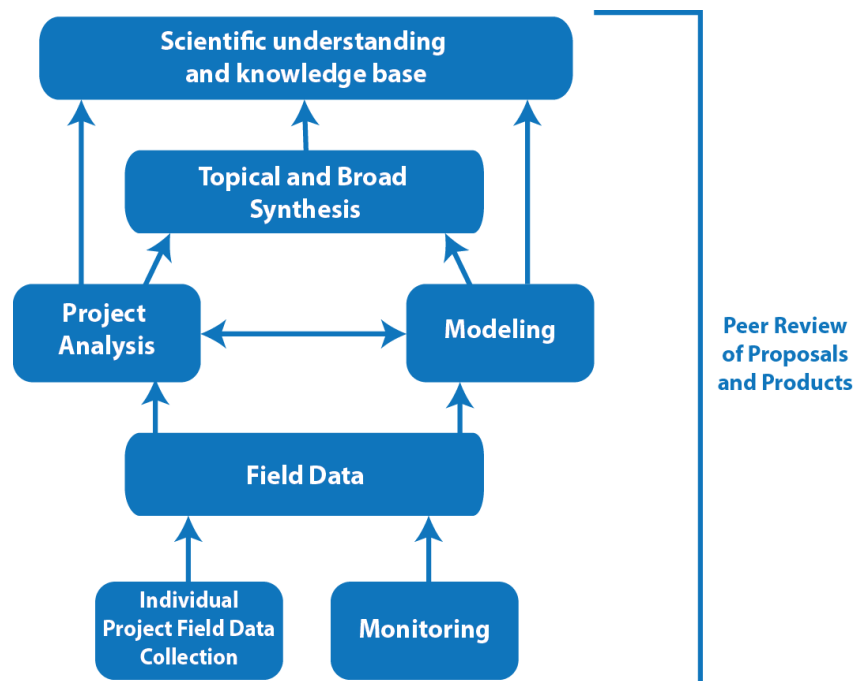 Scientific understanding
and knowledge base
Topical and Broad
Synthesis
Project
Analysis
Modeling
Peer Review
of Proposals
and Products
Field Data
Individual
Project Field Data
Collection
Monitoring